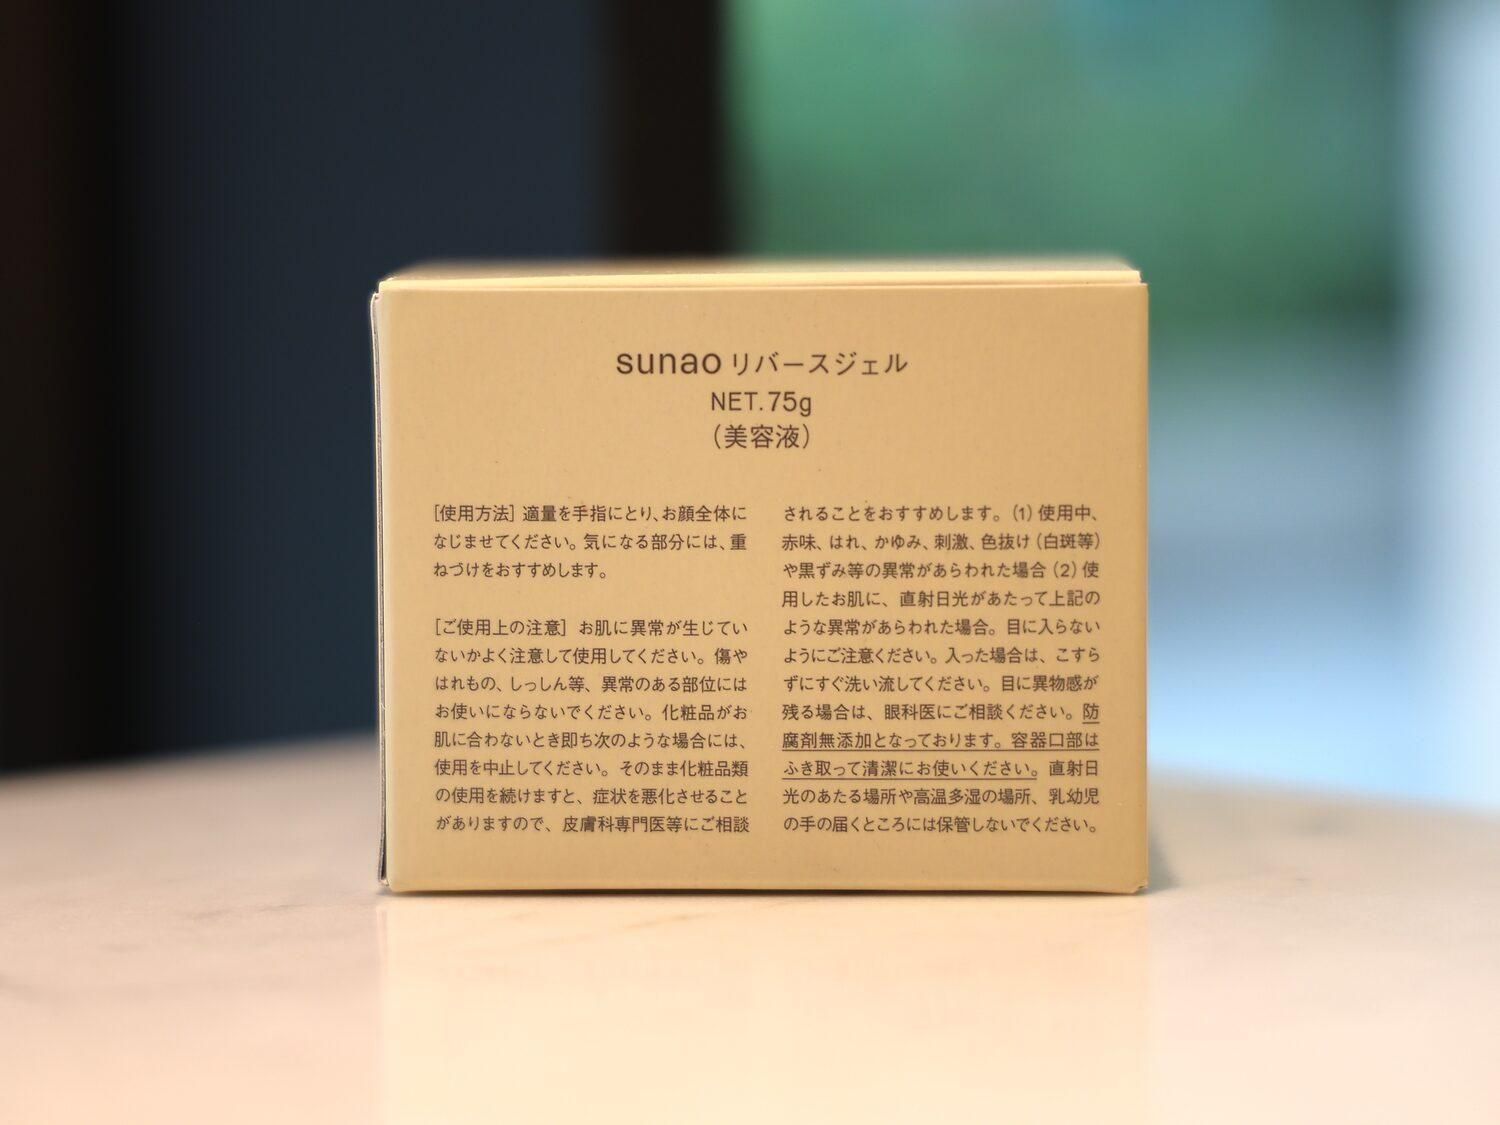 sunao リバースジェル
NET.75g
（美容液）
［使用方法］適量を手指にとり、お顔全体に
なじませてください。気になる部分には、重
ねづけをおすすめします。
［ご使用上の注意］ お肌に異常が生じてい
ないかよく注意して使用してください。傷や
はれもの、しっしん等、異常のある部位には
お使いにならないでください。化粧品がお
肌に合わないとき即ち次のような場合には、
使用を中止してください。そのまま化粧品類
の使用を続けますと、症状を悪化させること
がありますので、皮膚科専門医等にご相談
されることをおすすめします。（1）使用中、
赤味、はれ、かゆみ、刺激、色抜け（白斑等）
や黒ずみ等の異常があらわれた場合（2）使
用したお肌に、直射日光があたって上記の
ような異常があらわれた場合。目に入らない
ようにご注意ください。入った場合は、こすら
ずにすぐ洗い流してください。目に異物感が
残る場合は、眼科医にご相談ください。防
腐剤無添加となっております。容器口部は
ふき取って清潔にお使いください。直射日
光のあたる場所や高温多湿の場所、乳幼児
の手の届くところには保管しないでください。